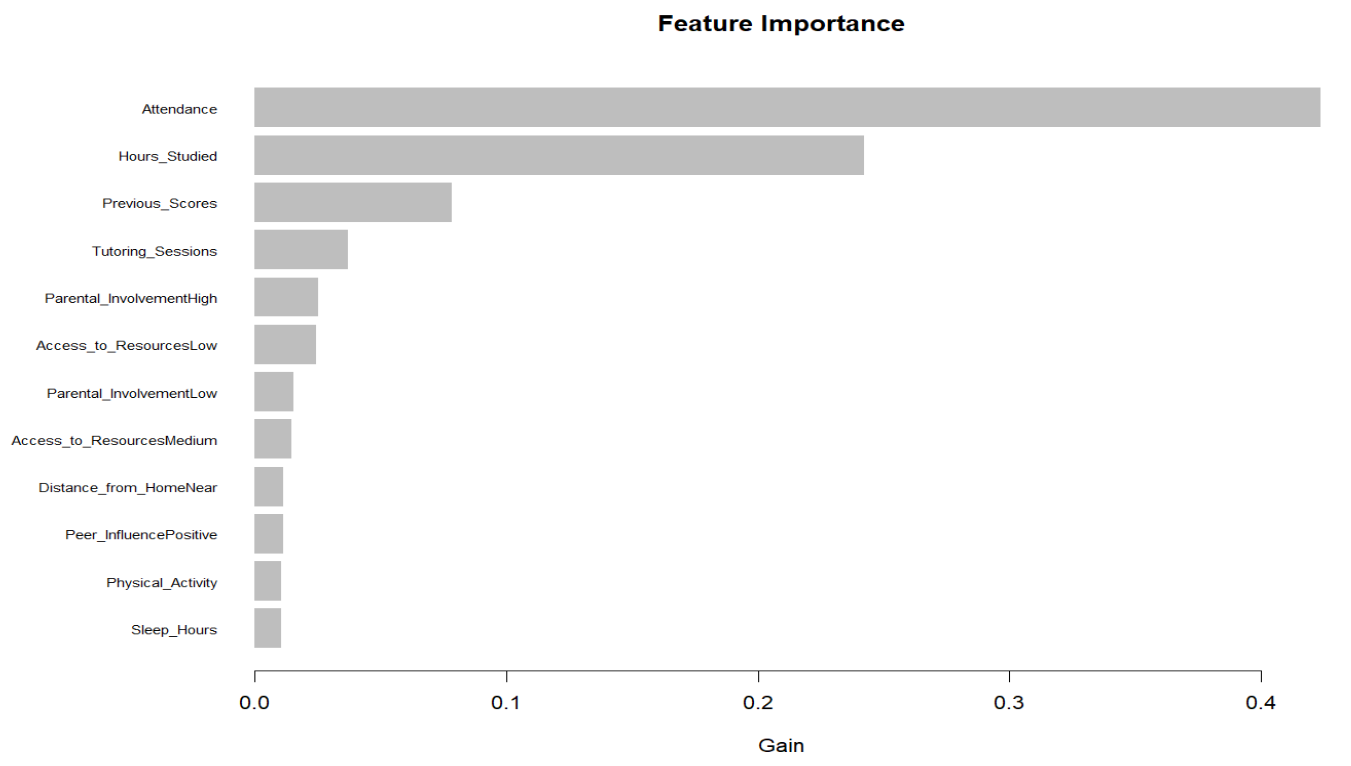 Feature Importance
Attendance
Hours_Studied
Previous_Scores
Tutoring_Sessions
Parental_InvolvementHigh
Access_to_ResourcesLow
Parental_InvolvementLow
Access_to_ResourcesMedium
Distance_from_HomeNear
Peer_InfluencePositive
Physical_Activity
Sleep_Hours
0.0 0.1 0.2 0.3 0.4
Gain